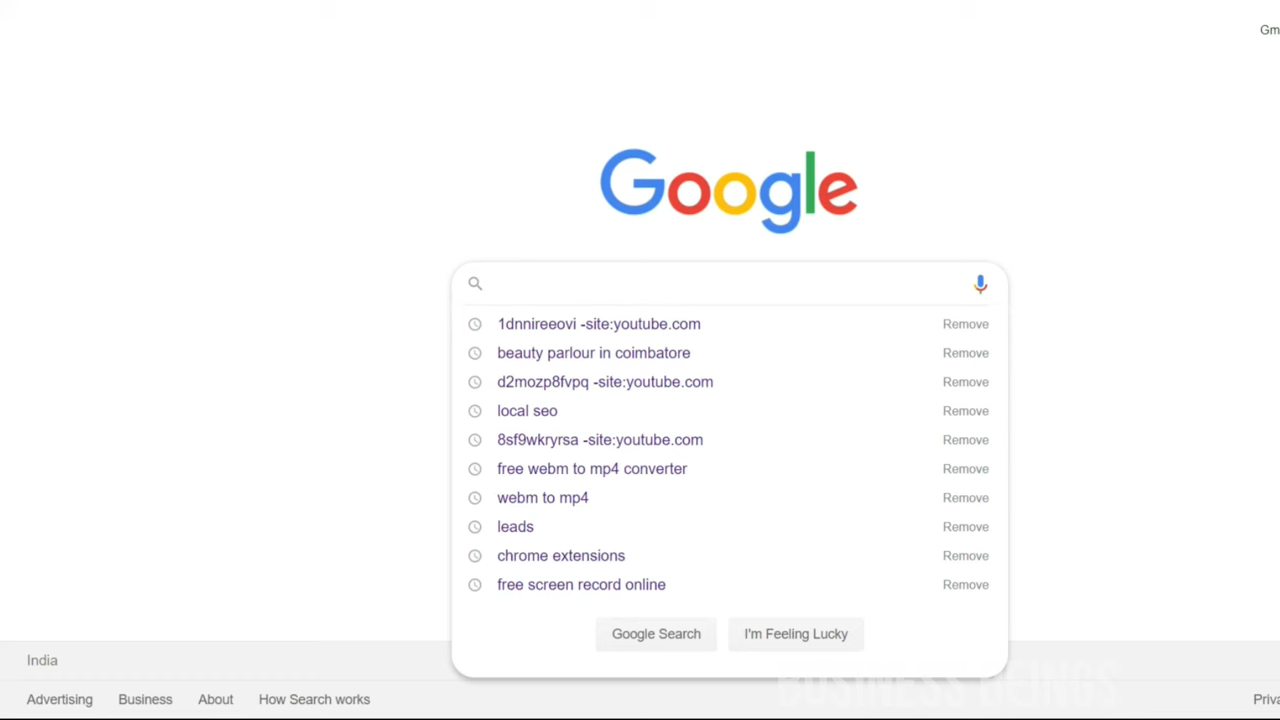 Gm
Google
1dnnireeovi -site:youtube.com Remove
beauty parlour in coimbatore Remove
d2mozp8fvpq -site:youtube.com Remove
local seo Remove
8sf9wkryrsa -site:youtube.com Remove
free webm to mp4 converter Remove
webm to mp4 Remove
leads Remove
chrome extensions Remove
free screen record online Remove
Google Search I'm Feeling Lucky
India
BUSINESS GEINOS
Advertising Business About How Search works Priva